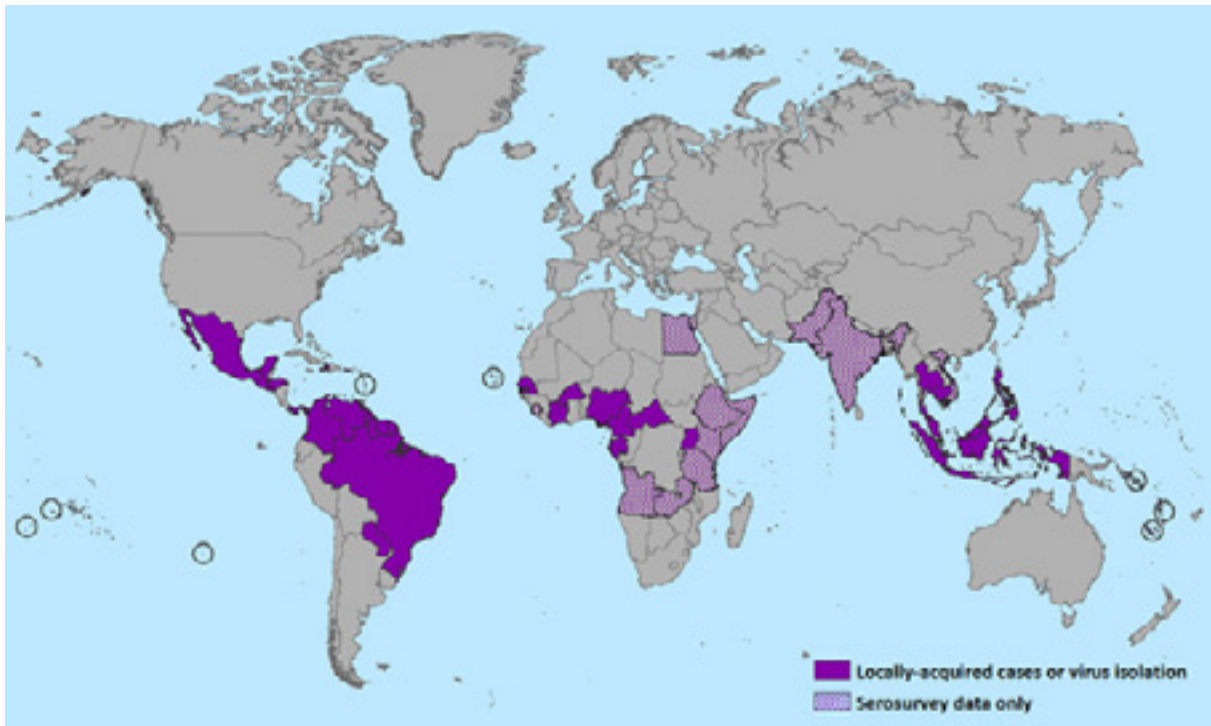 Locally-acquired cases or virus isolation
Serosurvey data only